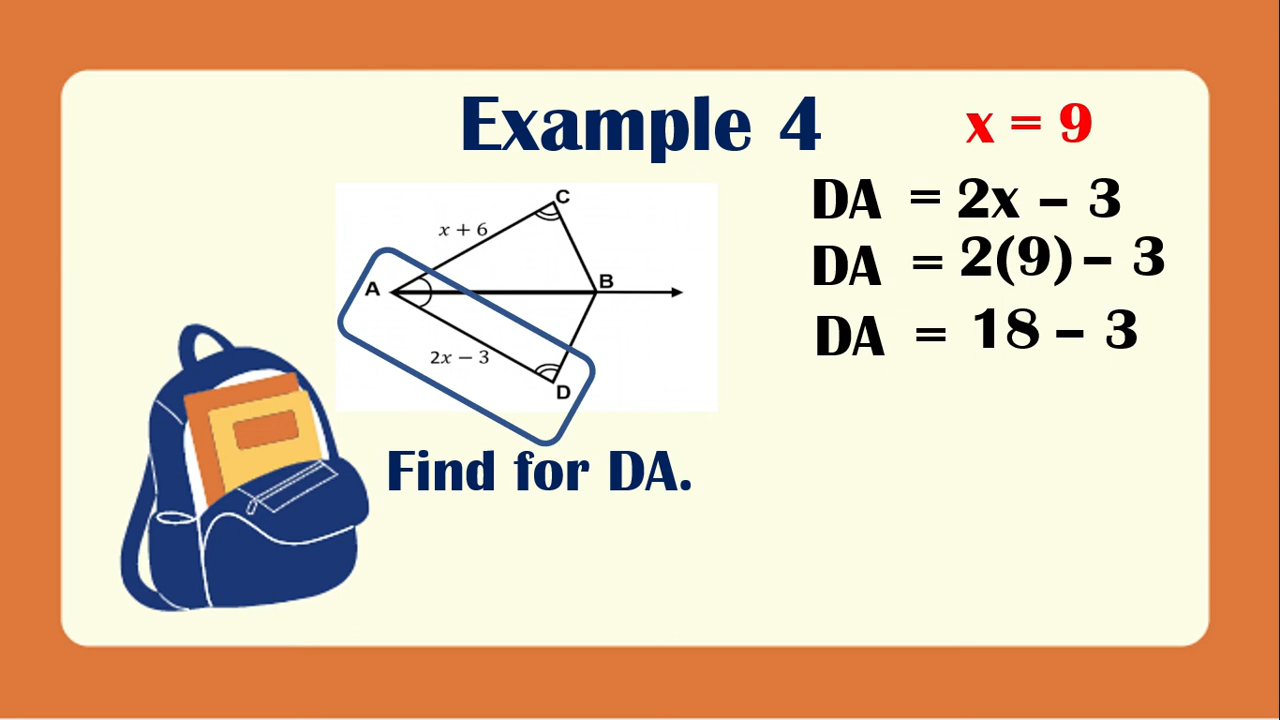 Example 4
x = 9
C
x + 6
A
B
2x − 3
D
DA = 2x – 3
DA = 2(9) – 3
DA = 18 – 3
Find for DA.